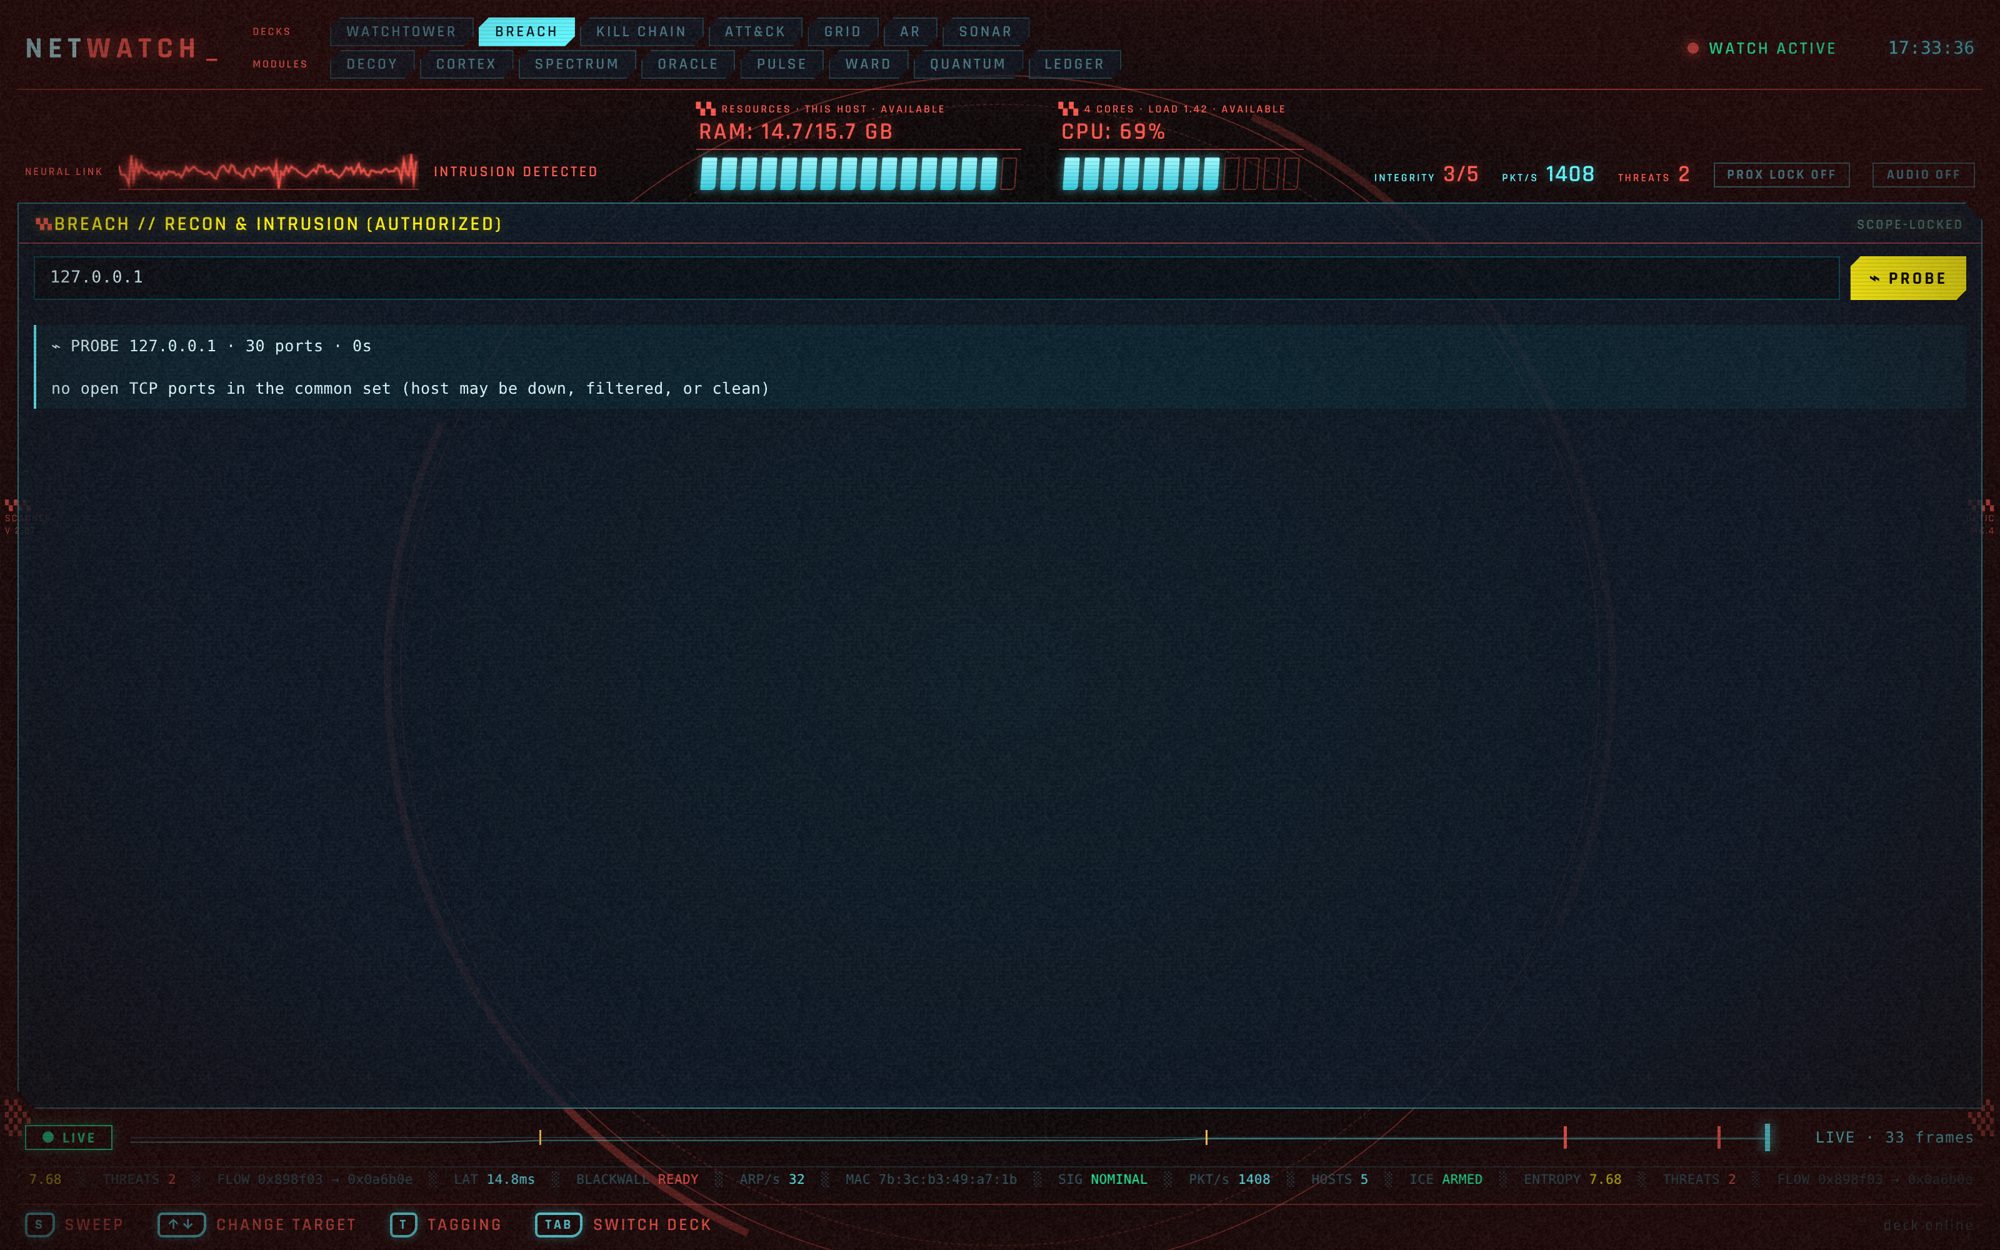 NETWATCH_
DECKS WATCHTOWER BREACH KILL CHAIN ATT&CK GRID AR SONAR
MODULES DECOY CORTEX SPECTRUM ORACLE PULSE WARD QUANTUM LEDGER
WATCH ACTIVE 17:33:36
RESOURCES · THIS HOST · AVAILABLE
RAM: 14.7/15.7 GB
4 CORES · LOAD 1.42 · AVAILABLE
CPU: 69%
NEURAL LINK INTRUSION DETECTED
INTEGRITY 3/5 PKT/S 1408 THREATS 2 PROX LOCK OFF AUDIO OFF
BREACH // RECON & INTRUSION (AUTHORIZED) SCOPE-LOCKED
127.0.0.1
⌁ PROBE
⌁ PROBE 127.0.0.1 · 30 ports · 0s
no open TCP ports in the common set (host may be down, filtered, or clean)
LIVE LIVE · 33 frames
7.68 THREATS 2 FLOW 0x898f03 → 0x0a6b0e LAT 14.8ms BLACKWALL READY ARP/s 32 MAC 7b:3c:b3:49:a7:1b SIG NOMINAL PKT/s 1408 HOSTS 5 ICE ARMED ENTROPY 7.68 THREATS 2 FLOW 0x898f03 → 0x0a6b0e
S SWEEP ↑↓ CHANGE TARGET T TAGGING TAB SWITCH DECK deck online